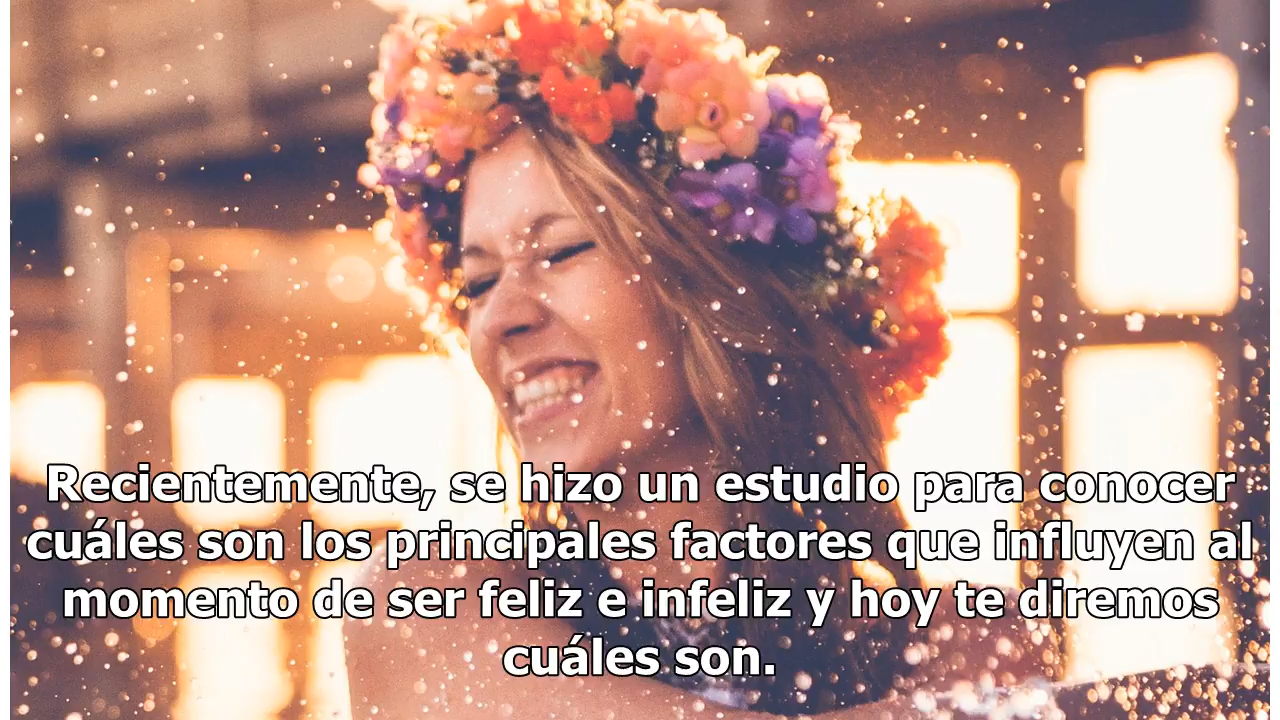 Recientemente, se hizo un estudio para conocer
cuáles son los principales factores que influyen al
momento de ser feliz e infeliz y hoy te diremos
cuáles son.